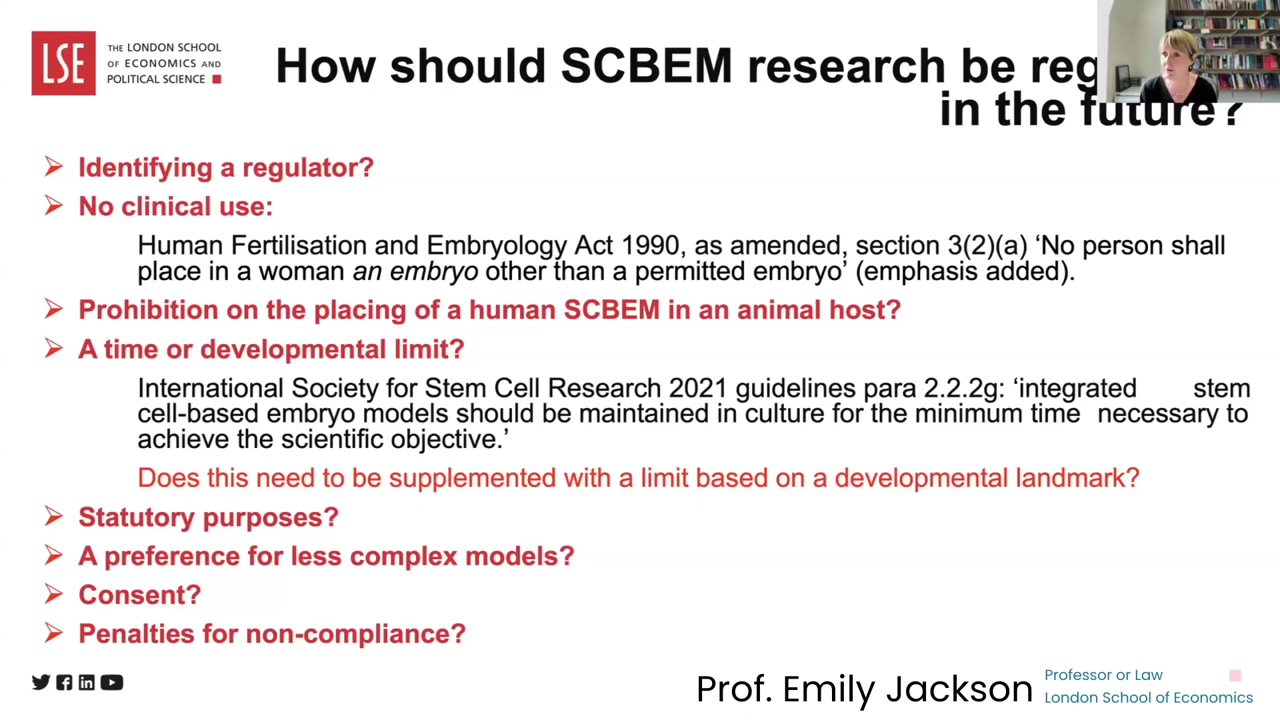 LSE
THE LONDON SCHOOL
OF ECONOMICS AND
POLITICAL SCIENCE
How should SCBEM research be reg
in the future?
➢ Identifying a regulator?
➢ No clinical use:
Human Fertilisation and Embryology Act 1990, as amended, section 3(2)(a) ‘No person shall
place in a woman an embryo other than a permitted embryo’ (emphasis added).
➢ Prohibition on the placing of a human SCBEM in an animal host?
➢ A time or developmental limit?
International Society for Stem Cell Research 2021 guidelines para 2.2.2g: ‘integrated stem
cell-based embryo models should be maintained in culture for the minimum time necessary to
achieve the scientific objective.’
Does this need to be supplemented with a limit based on a developmental landmark?
➢ Statutory purposes?
➢ A preference for less complex models?
➢ Consent?
➢ Penalties for non-compliance?
Prof. Emily Jackson
Professor or Law
London School of Economics